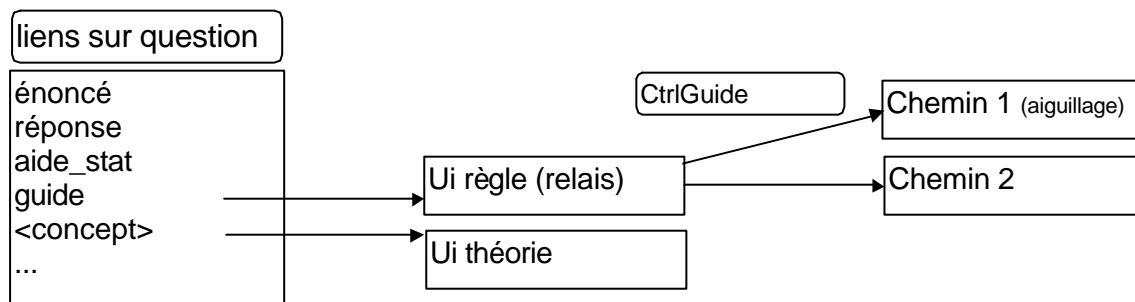 liens sur question
énoncé
réponse
aide_stat
guide
<concept>
...
Ui règle (relais)
Ui théorie
CtrlGuide
Chemin 1 (aiguillage)
Chemin 2